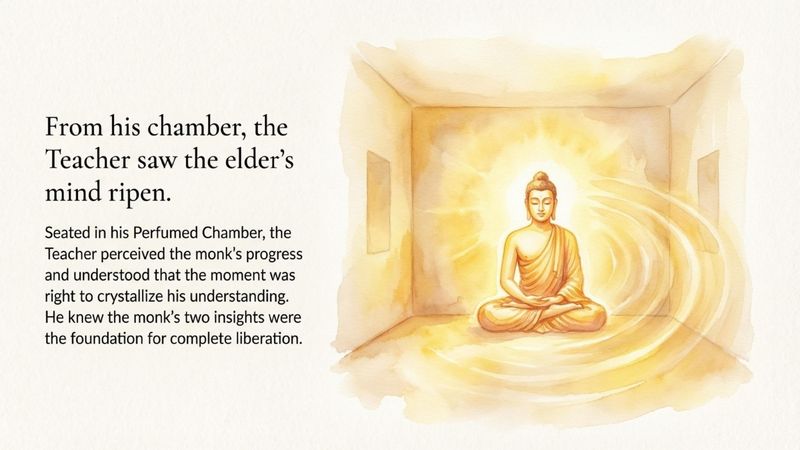 From his chamber, the
Teacher saw the elder’s
mind ripen.
Seated in his Perfumed Chamber, the
Teacher perceived the monk’s progress
and understood that the moment was
right to crystallize his understanding.
He knew the monk’s two insights were
the foundation for complete liberation.